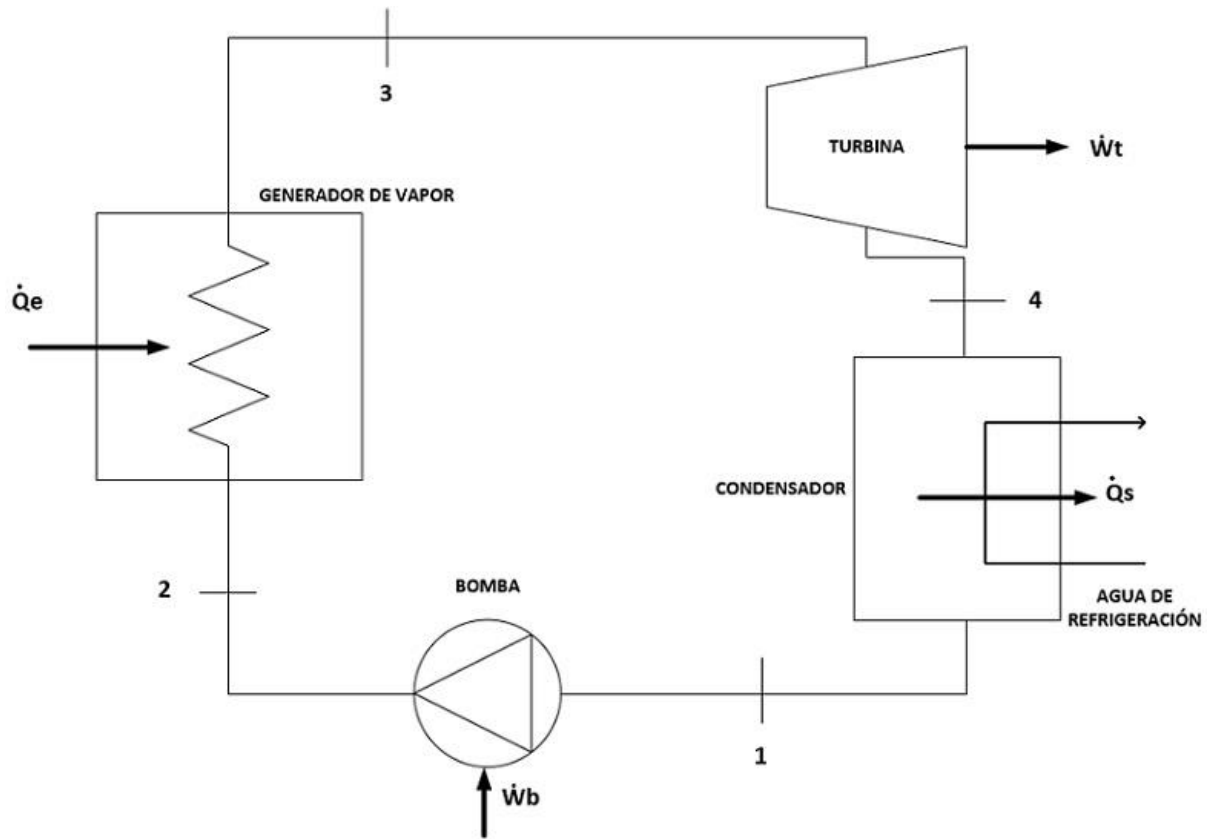 3
TURBINA
Ẇt
GENERADOR DE VAPOR
Q̇e
4
CONDENSADOR
Q̇s
2
BOMBA
AGUA DE
REFRIGERACIÓN
1
Ẇb